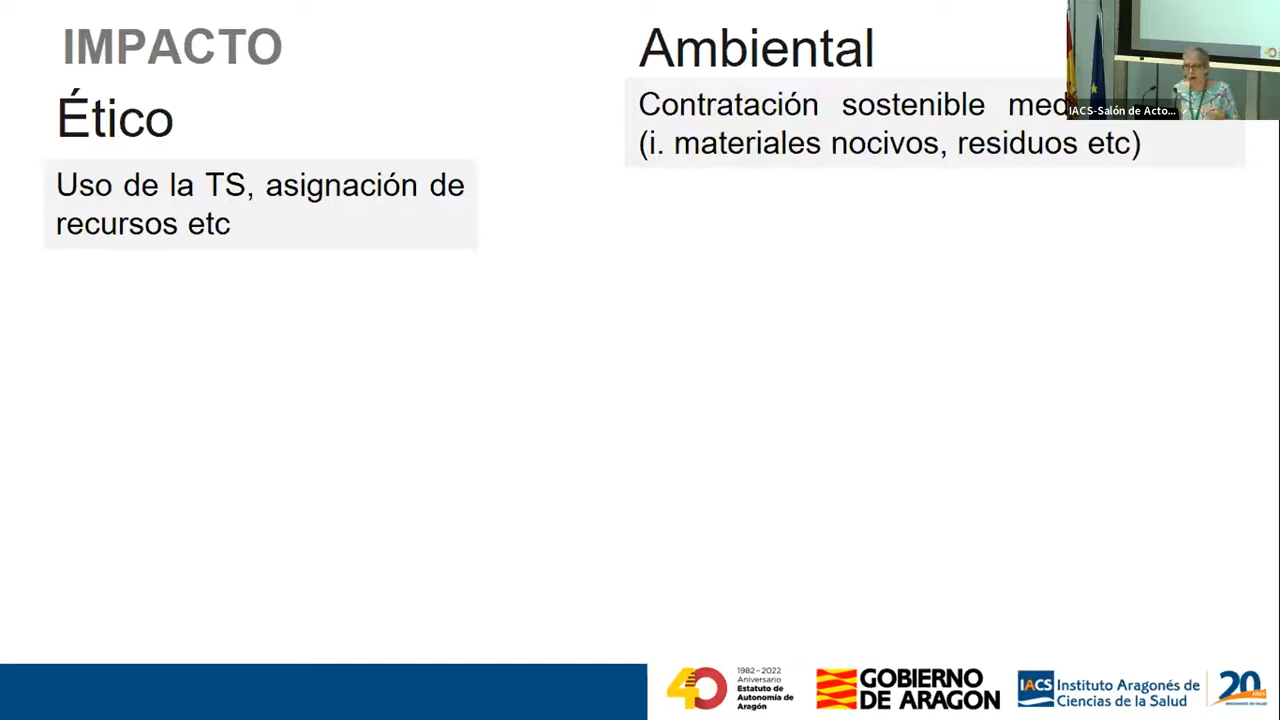 IMPACTO
Ético
Uso de la TS, asignación de
recursos etc
Ambiental
Contratación sostenible
(i. materiales nocivos, residuos etc)
IACS-Salón de Acto...
40
1982-2022
Aniversario
Estatuto de
Autonomía de
Aragón
GOBIERNO
DE ARAGON
IACS
Instituto Aragonés de
Ciencias de la Salud
20
años